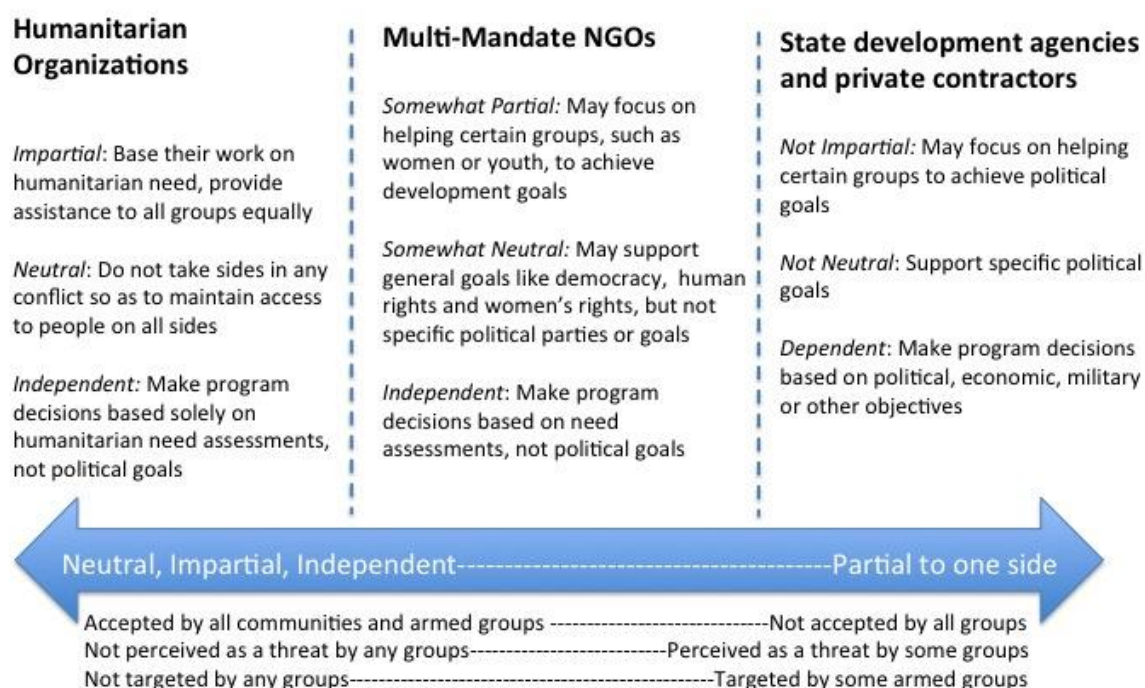 Humanitarian
Organizations
Impartial: Base their work on
humanitarian need, provide
assistance to all groups equally
Neutral: Do not take sides in any
conflict so as to maintain access
to people on all sides
Independent: Make program
decisions based solely on
humanitarian need assessments,
not political goals
Multi-Mandate NGOs
Somewhat Partial: May focus on
helping certain groups, such as
women or youth, to achieve
development goals
Somewhat Neutral: May support
general goals like democracy, human
rights and women's rights, but not
specific political parties or goals
Independent: Make program
decisions based on need
assessments, not political goals
State development agencies
and private contractors
Not Impartial: May focus on helping
certain groups to achieve political
goals
Not Neutral: Support specific political
goals
Dependent: Make program decisions
based on political, economic, military
or other objectives
Neutral, Impartial, Independent---------------------------------------Partial to one side
Accepted by all communities and armed groups ----------------------------Not accepted by all groups
Not perceived as a threat by any groups-------------------------Perceived as a threat by some groups
Not targeted by any groups----------------------------------------------Targeted by some armed groups